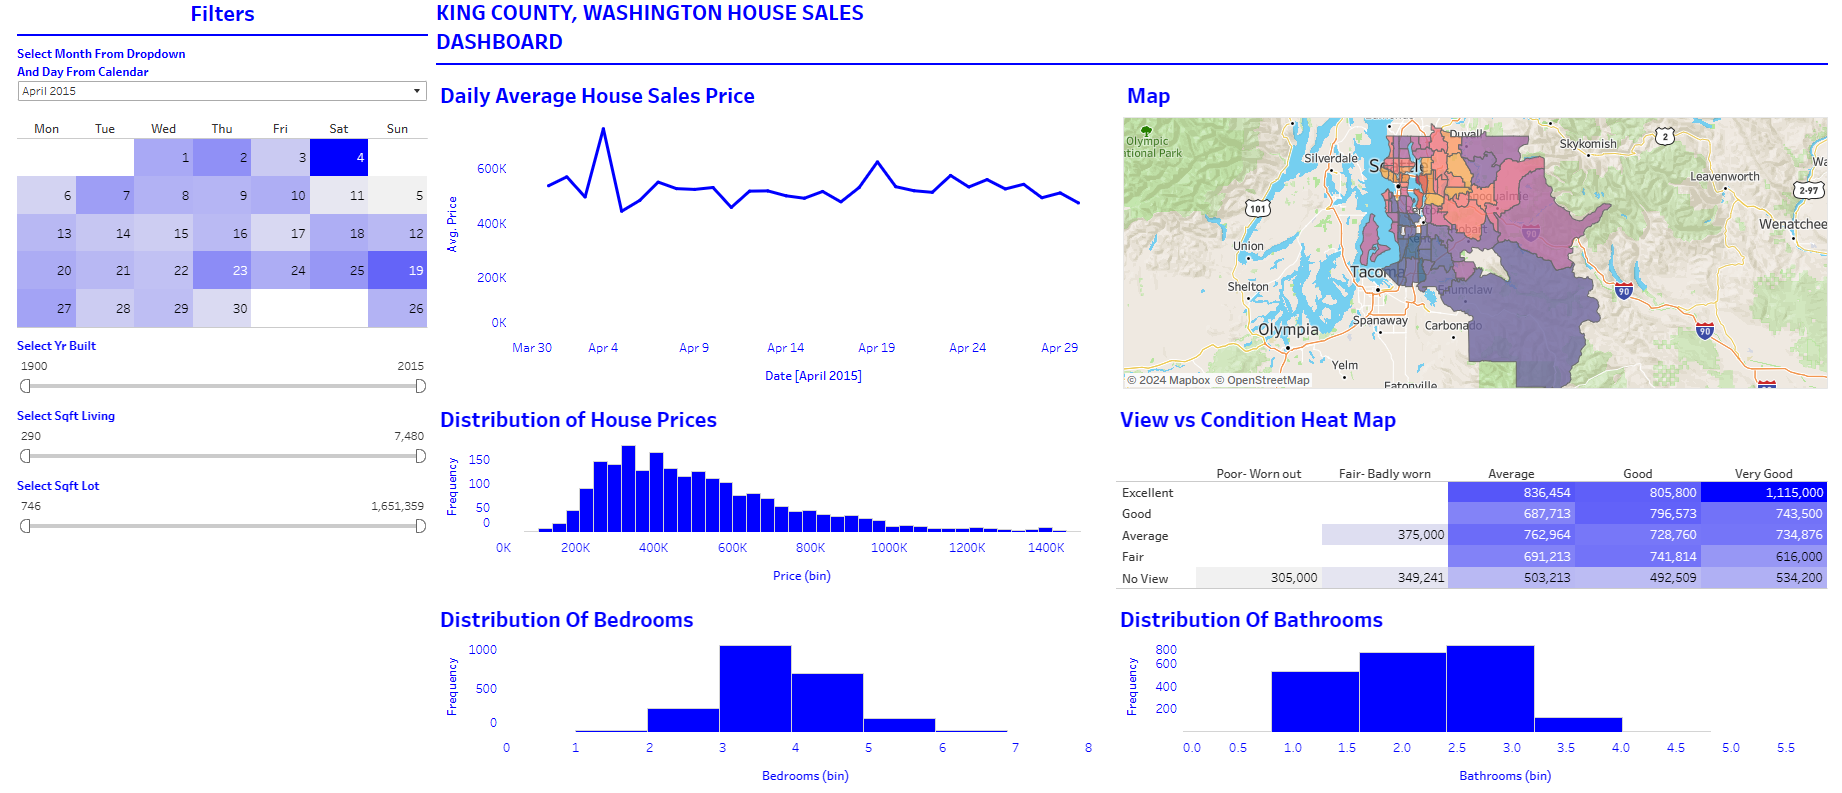 Filters
Select Month From Dropdown
And Day From Calendar
April 2015
Mon Tue Wed Thu Fri Sat Sun
1 2 3 4
6 7 8 9 10 11 5
13 14 15 16 17 18 12
20 21 22 23 24 25 19
27 28 29 30 26
Select Yr Built
1900 2015
Select Sqft Living
290 7,480
Select Sqft Lot
746 1,651,359
KING COUNTY, WASHINGTON HOUSE SALES
DASHBOARD
Daily Average House Sales Price
Avg. Price
600K
400K
200K
0K
Mar 30 Apr 4 Apr 9 Apr 14 Apr 19 Apr 24 Apr 29
Date [April 2015]
Map
Olympic
ational Park
Silverdale
Duvall
Skykomish
2
Leavenworth
2-97
101
Union
Wenatchee
90
Tacoma
Shelton
Enumclaw
90
Olympia
Spanaway
Carbonado
90
Yelm
Eatonville
© 2024 Mapbox © OpenStreetMap
Distribution of House Prices
Frequency
150
100
50
0
0K 200K 400K 600K 800K 1000K 1200K 1400K
Price (bin)
View vs Condition Heat Map
Poor- Worn out Fair- Badly worn Average Good Very Good
Excellent 836,454 805,800 1,115,000
Good 687,713 796,573 743,500
Average 375,000 762,964 728,760 734,876
Fair 691,213 741,814 616,000
No View 305,000 349,241 503,213 492,509 534,200
Distribution Of Bedrooms
Frequency
1000
500
0
0 1 2 3 4 5 6 7 8
Bedrooms (bin)
Distribution Of Bathrooms
Frequency
800
600
400
200
0.0 0.5 1.0 1.5 2.0 2.5 3.0 3.5 4.0 4.5 5.0 5.5
Bathrooms (bin)